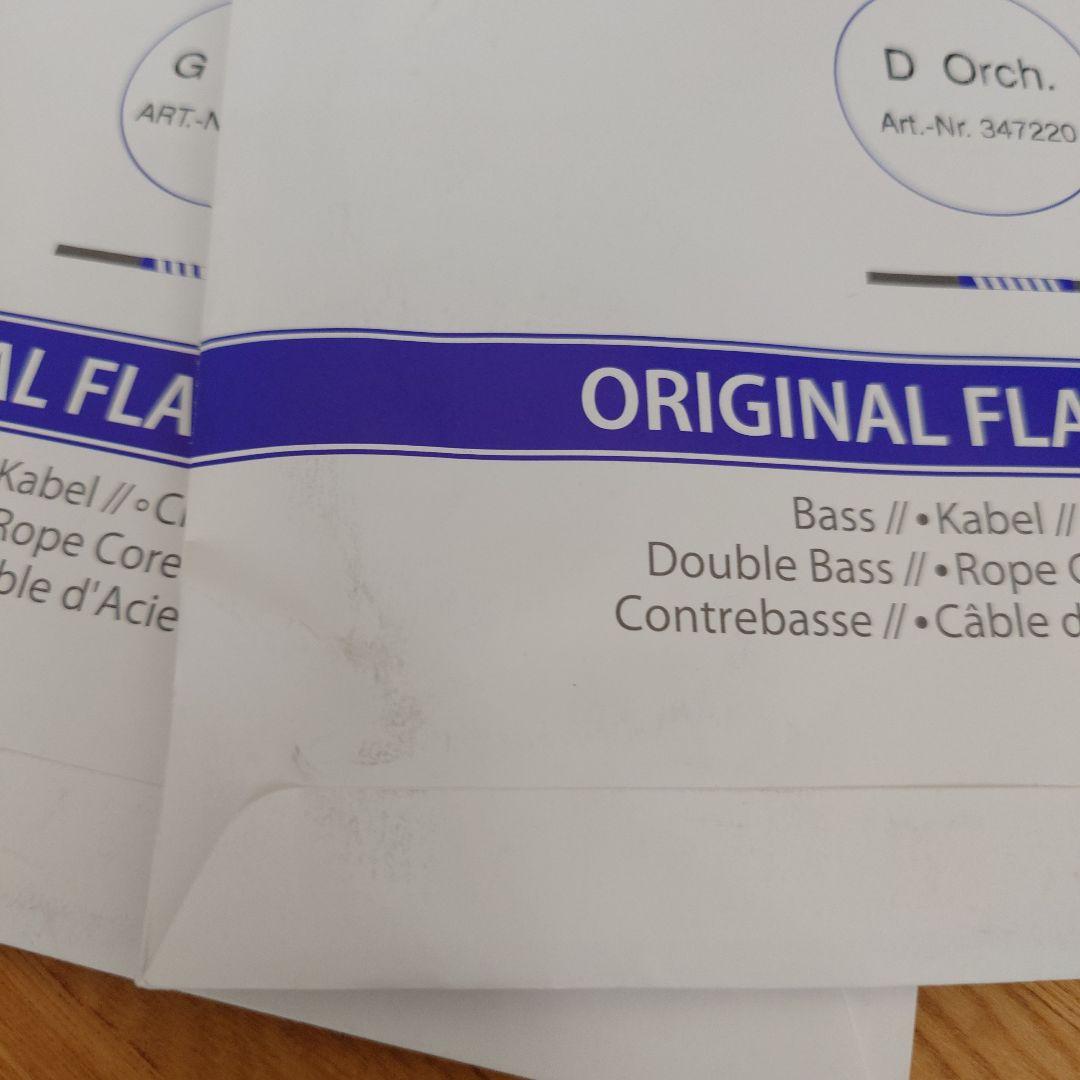 G
ART.-N
AL FLA
Kabel //
Rope Core
ble d'Acie
D Orch.
Art.-Nr. 347220
ORIGINAL FLA
Bass // • Kabel //
Double Bass // • Rope C
Contrebasse // • Câble d